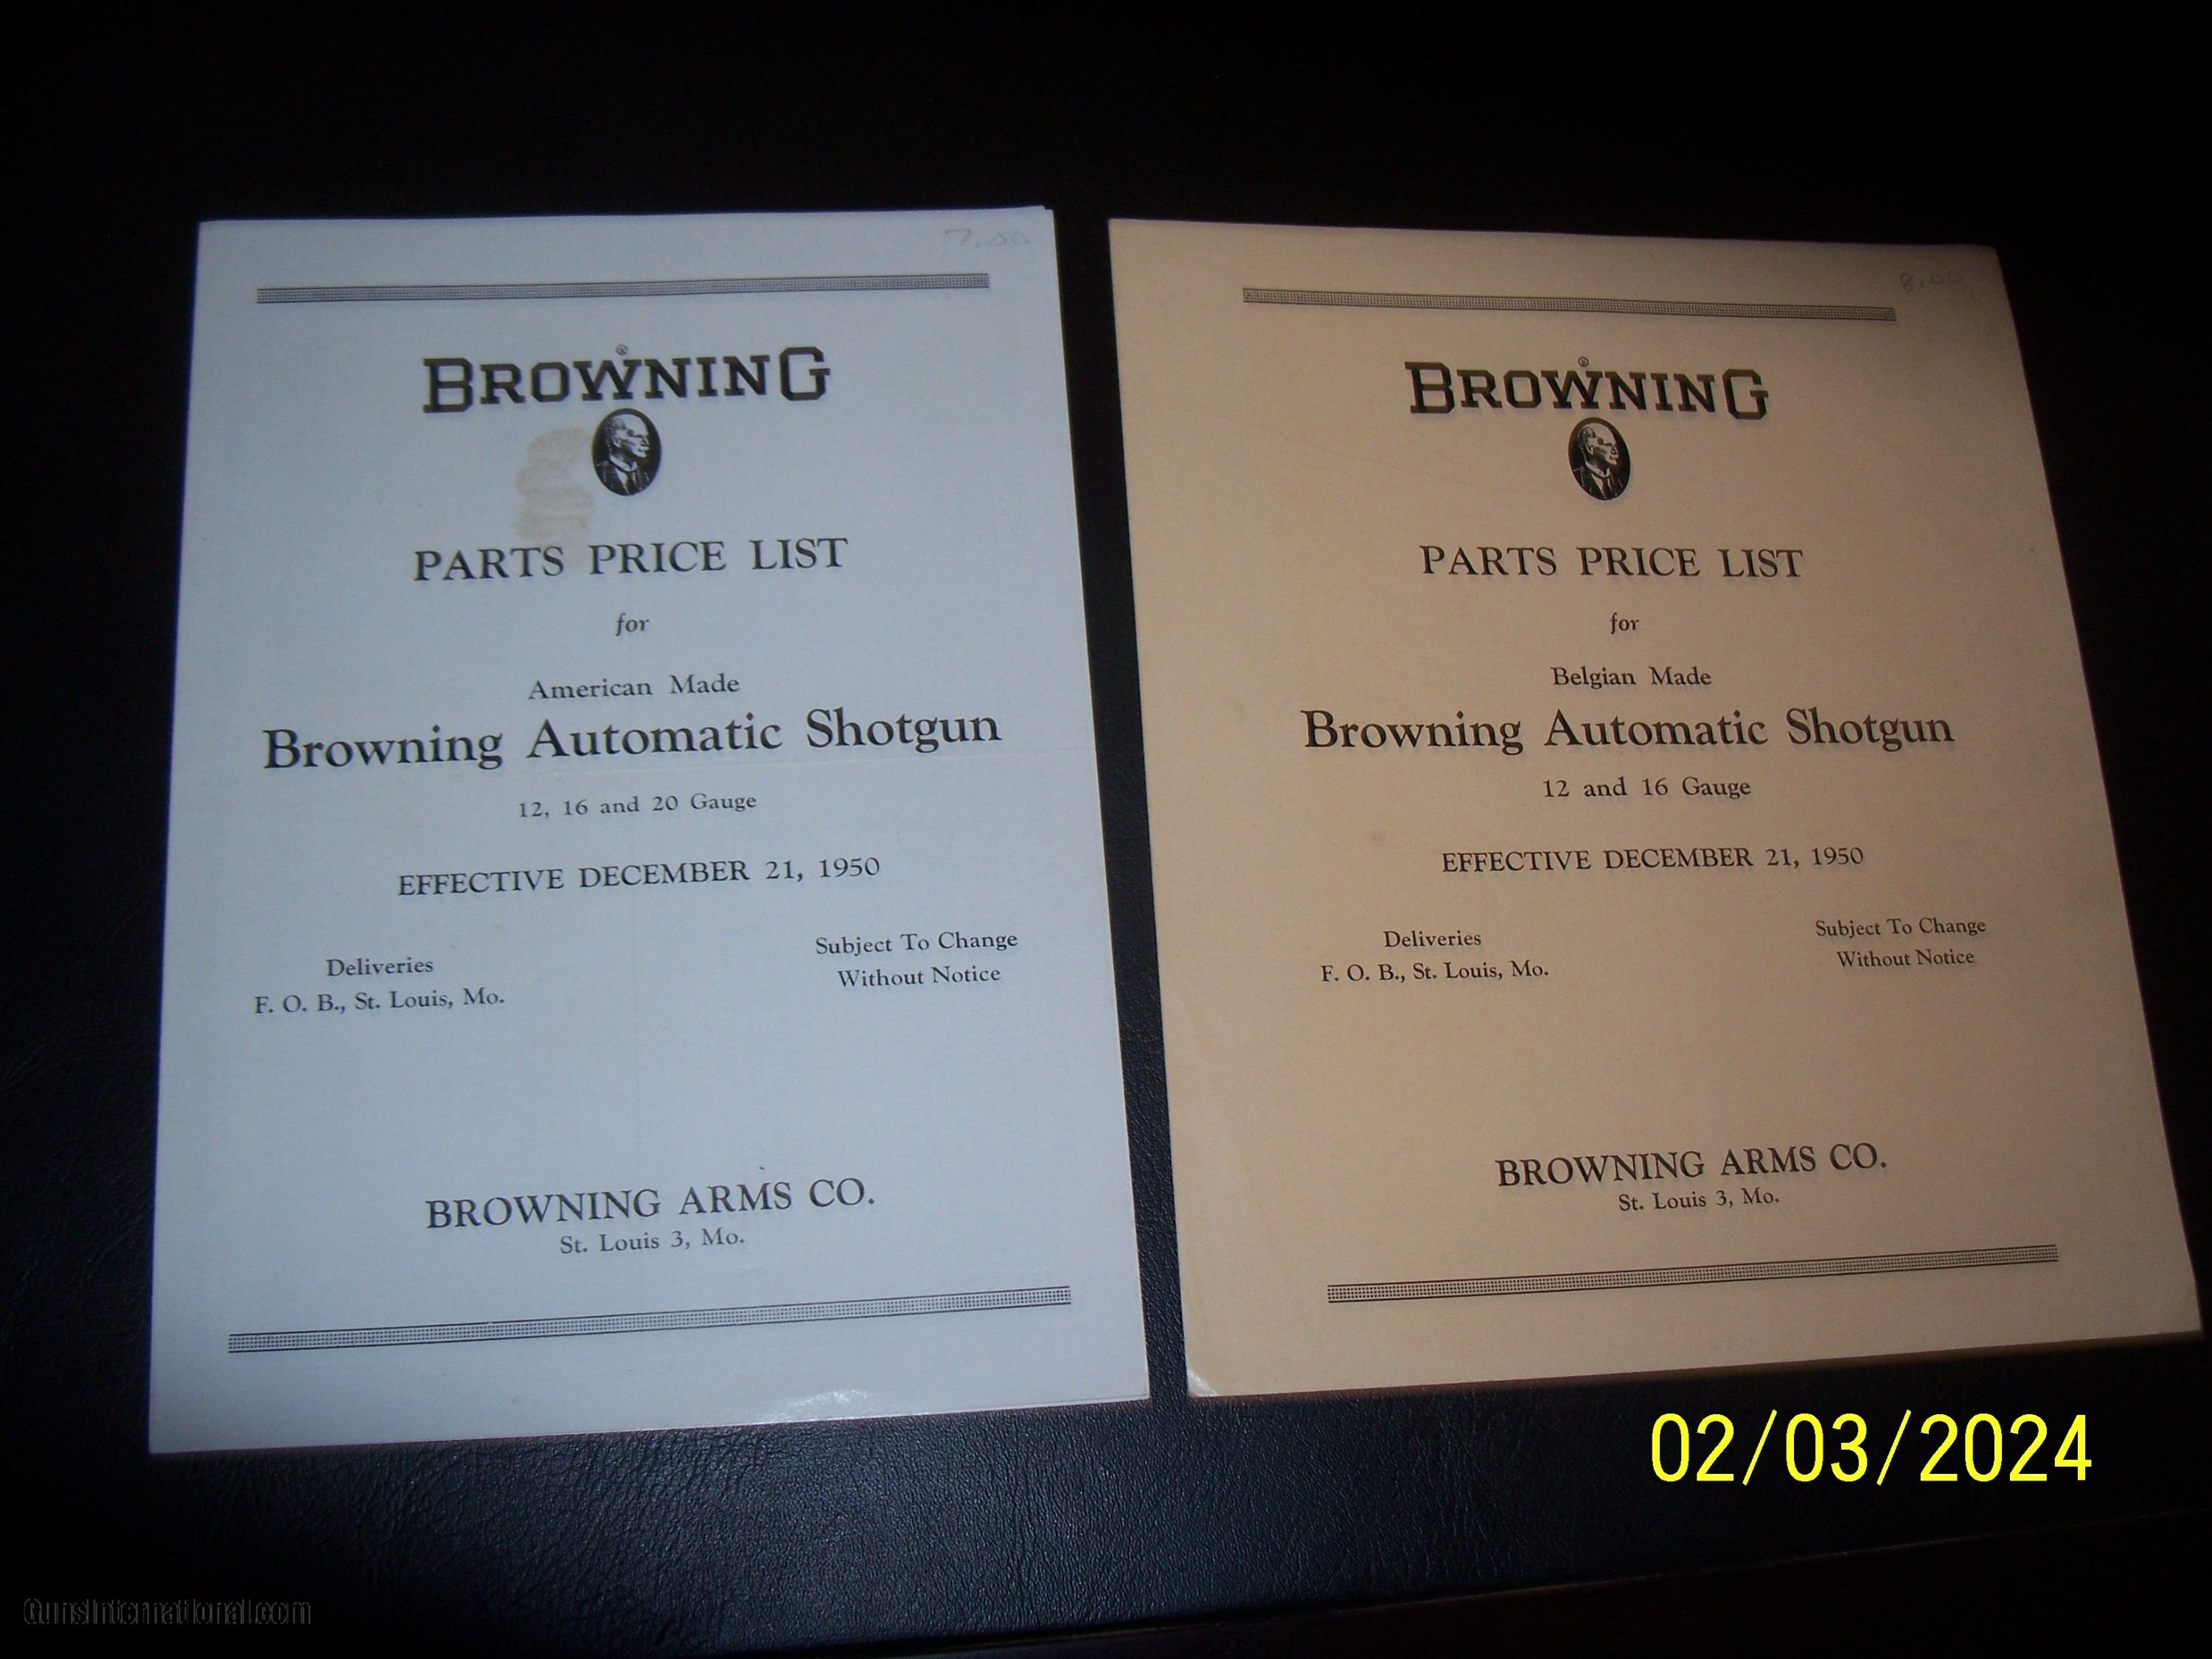 7.00
BROWNING
®
PARTS PRICE LIST
for
American Made
Browning Automatic Shotgun
12, 16 and 20 Gauge
EFFECTIVE DECEMBER 21, 1950
Deliveries
F. O. B., St. Louis, Mo.
Subject To Change
Without Notice
BROWNING ARMS CO.
St. Louis 3, Mo.
8.00
BROWNING
®
PARTS PRICE LIST
for
Belgian Made
Browning Automatic Shotgun
12 and 16 Gauge
EFFECTIVE DECEMBER 21, 1950
Deliveries
F. O. B., St. Louis, Mo.
Subject To Change
Without Notice
BROWNING ARMS CO.
St. Louis 3, Mo.
02/03/2024
GunsInternational.com